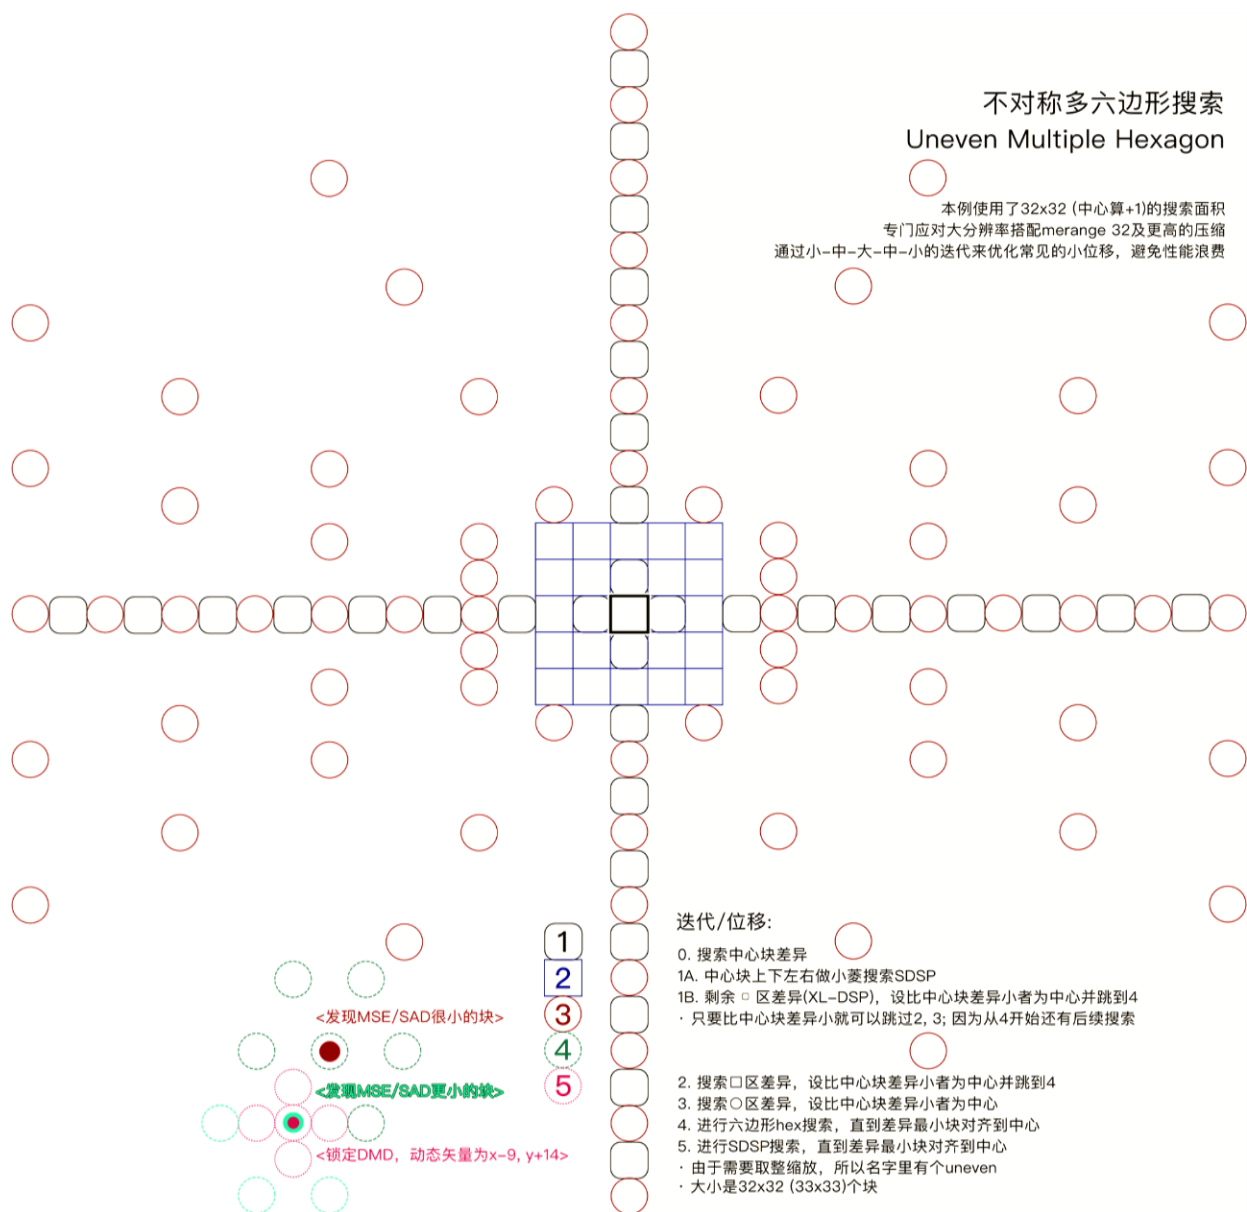 不对称多六边形搜索
Uneven Multiple Hexagon
本例使用了32x32 (中心算+1)的搜索面积
专门应对大分辨率搭配merange 32及更高的压缩
通过小-中-大-中-小的迭代来优化常见的小位移，避免性能浪费
迭代/位移:
0. 搜索中心块差异
1A. 中心块上下左右做小菱搜索SDSP
1B. 剩余 □ 区差异(XL-DSP)，设比中心块差异小者为中心并跳到4
· 只要比中心块差异小就可以跳过2, 3; 因为从4开始还有后续搜索
2. 搜索□区差异，设比中心块差异小者为中心并跳到4
3. 搜索○区差异，设比中心块差异小者为中心
4. 进行六边形hex搜索，直到差异最小块对齐到中心
5. 进行SDSP搜索，直到差异最小块对齐到中心
· 由于需要取整缩放，所以名字里有个uneven
· 大小是32x32 (33x33)个块
1
2
3
4
5
<发现MSE/SAD很小的块>
<发现MSE/SAD更小的块>
<锁定DMD，动态矢量为x-9, y+14>